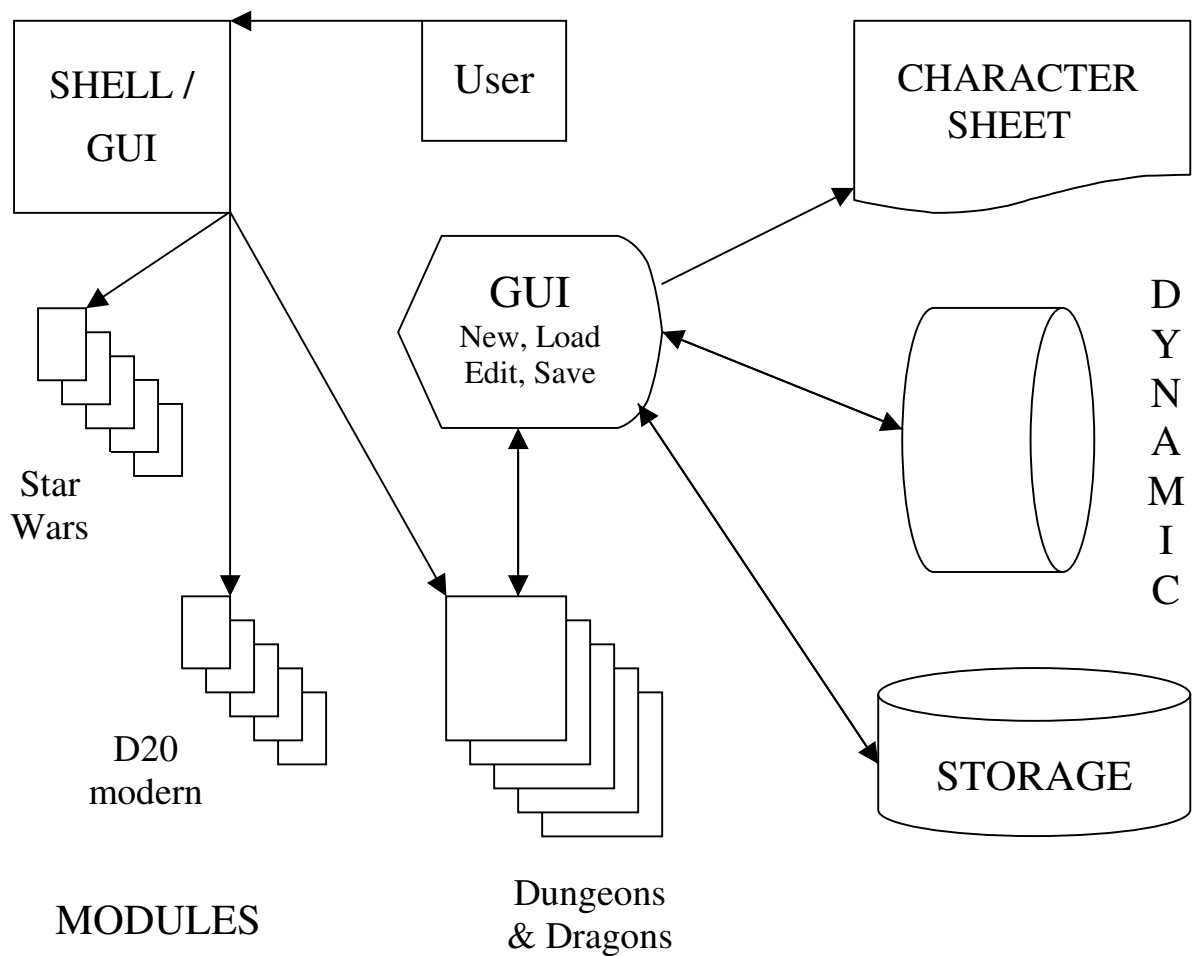 SHELL /
GUI
User
CHARACTER
SHEET
GUI
New, Load
Edit, Save
D
Y
N
A
M
I
C
Star
Wars
D20
modern
STORAGE
MODULES
Dungeons
& Dragons